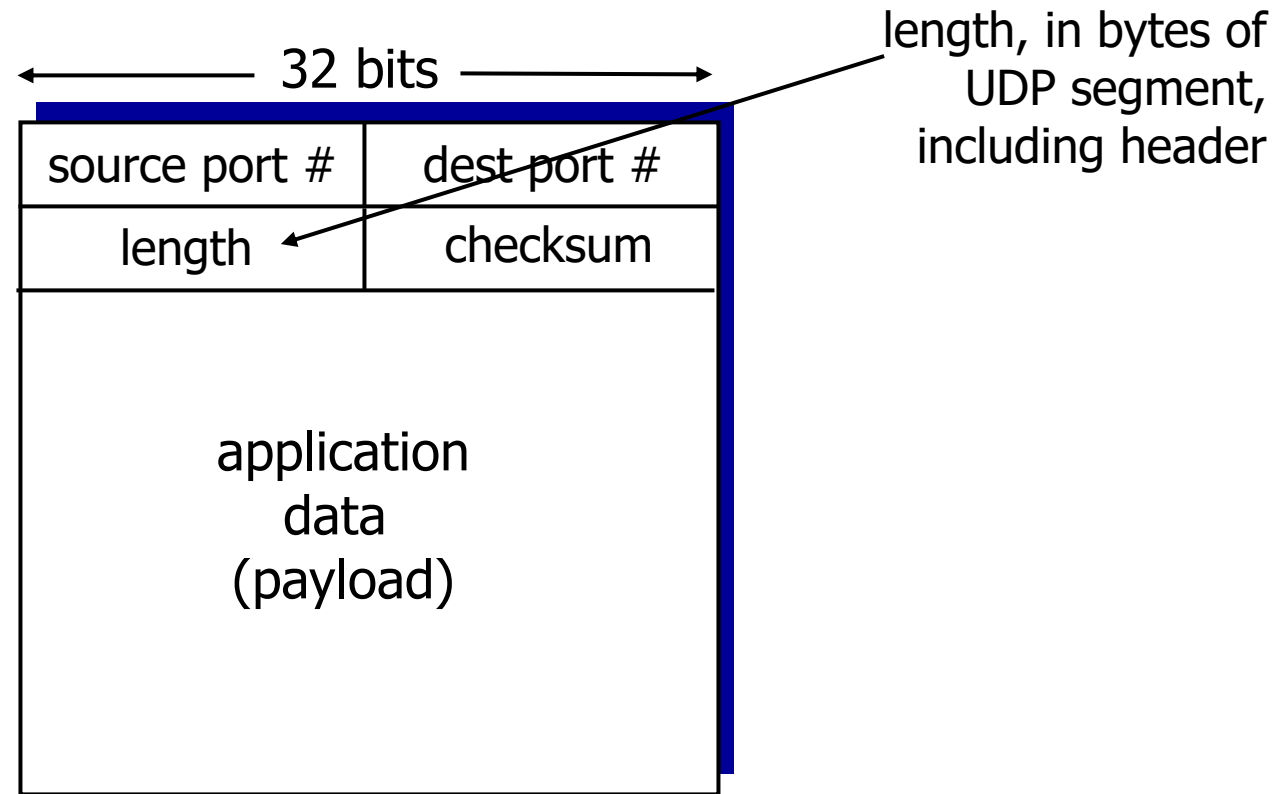 32 bits
length, in bytes of
UDP segment,
including header
source port #
dest port #
length
checksum
application
data
(payload)